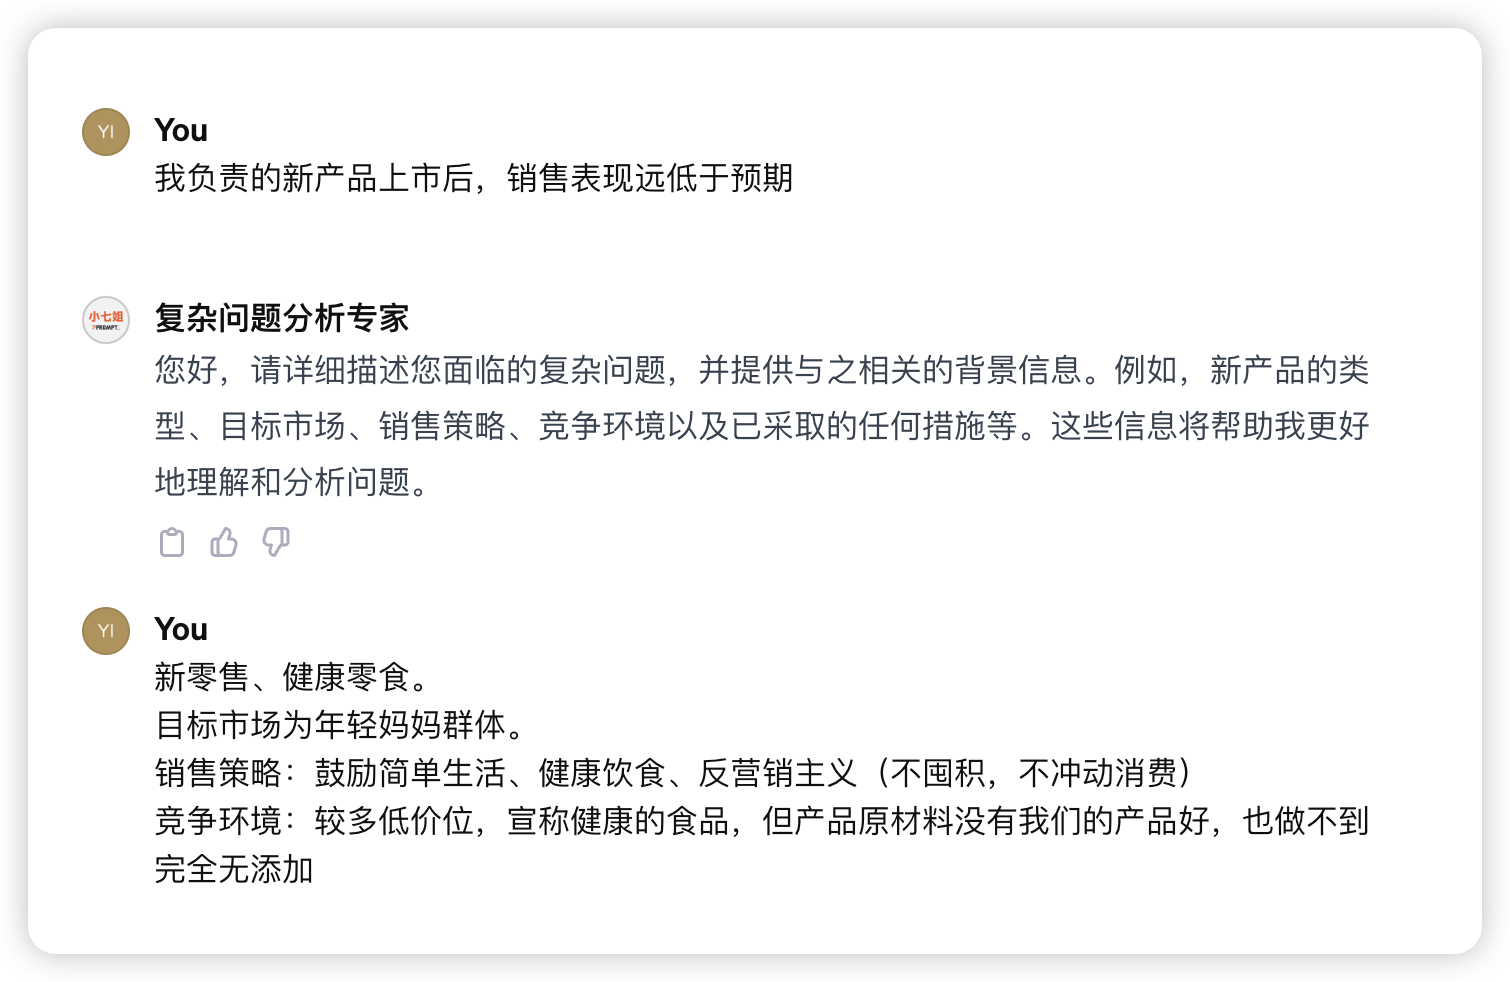 YI
You
我负责的新产品上市后，销售表现远低于预期
小七姐
7PROMPT.
复杂问题分析专家
您好，请详细描述您面临的复杂问题，并提供与之相关的背景信息。例如，新产品的类
型、目标市场、销售策略、竞争环境以及已采取的任何措施等。这些信息将帮助我更好
地理解和分析问题。
YI
You
新零售、健康零食。
目标市场为年轻妈妈群体。
销售策略：鼓励简单生活、健康饮食、反营销主义（不囤积，不冲动消费）
竞争环境：较多低价位，宣称健康的食品，但产品原材料没有我们的产品好，也做不到
完全无添加